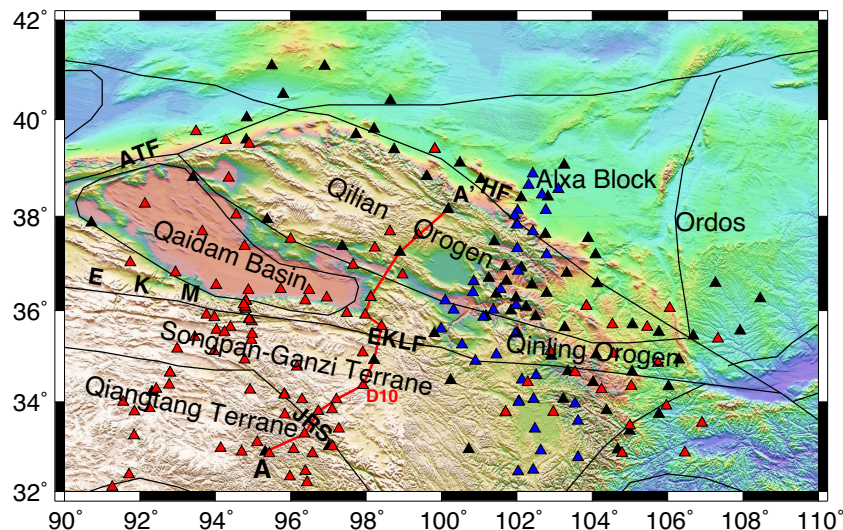 42°
40°
38°
36°
34°
32°
90° 92° 94° 96° 98° 100° 102° 104° 106° 108° 110°
ATF
Qilian
Orogen
A'
HF
Alxa Block
Ordos
Qaidam Basin
E K M
EKLF
Songpan-Ganzi Terrane
Qinling Orogen
Qiangtang Terrane
JRS
D10
A